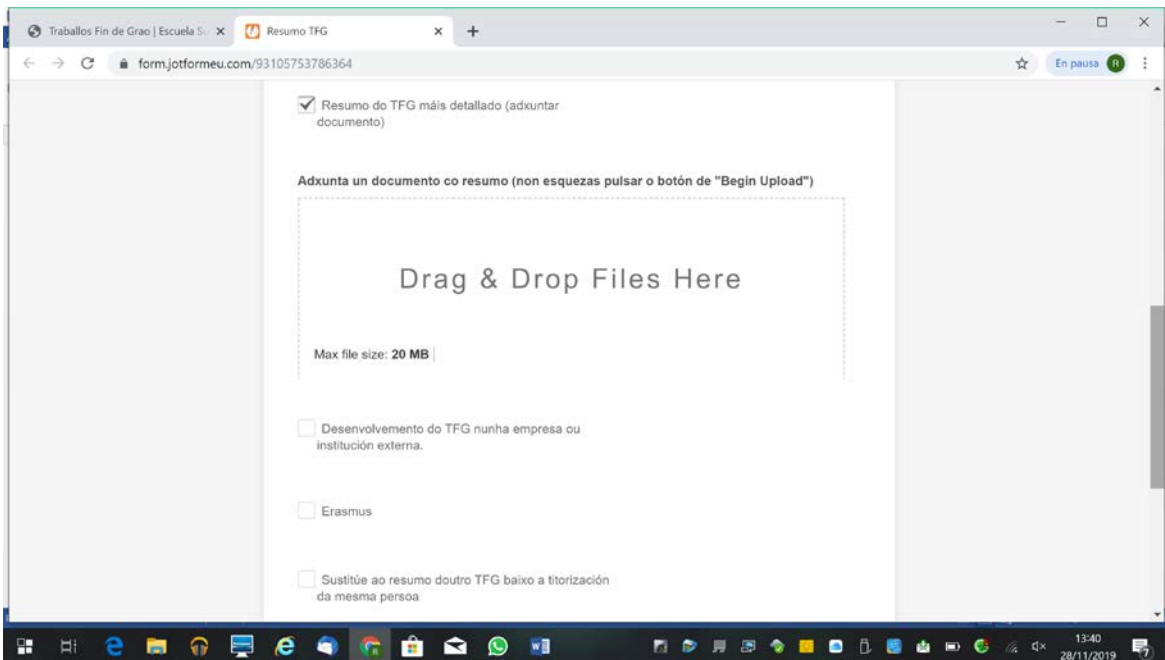 Traballos Fin de Grao | Escuela S
Resumo TFG
form.jotformeu.com/93105753786364
En pausa R
Resumo do TFG máis detallado (adxuntar
documento)
Adxunta un documento co resumo (non esquezas pulsar o botón de "Begin Upload")
Drag & Drop Files Here
Max file size: 20 MB
Desenvolvemento do TFG nunha empresa ou
institución externa.
Erasmus
Sustitúe ao resumo doutro TFG baixo a titorización
da mesma persoa
13:40
28/11/2019